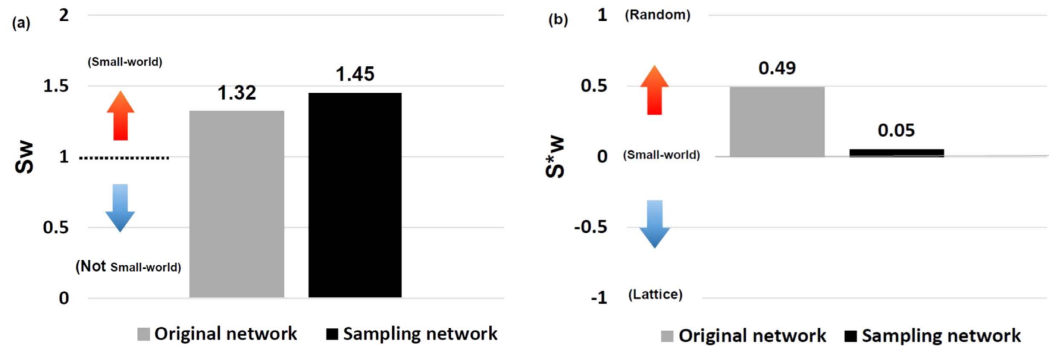 (a)
Sw
2
1.5
1
0.5
0
(Small-world)
(Not Small-world)
1.32
1.45
Original network
Sampling network
(b)
S*w
1
0.5
0
-0.5
-1
(Random)
(Small-world)
(Lattice)
0.49
0.05
Original network
Sampling network